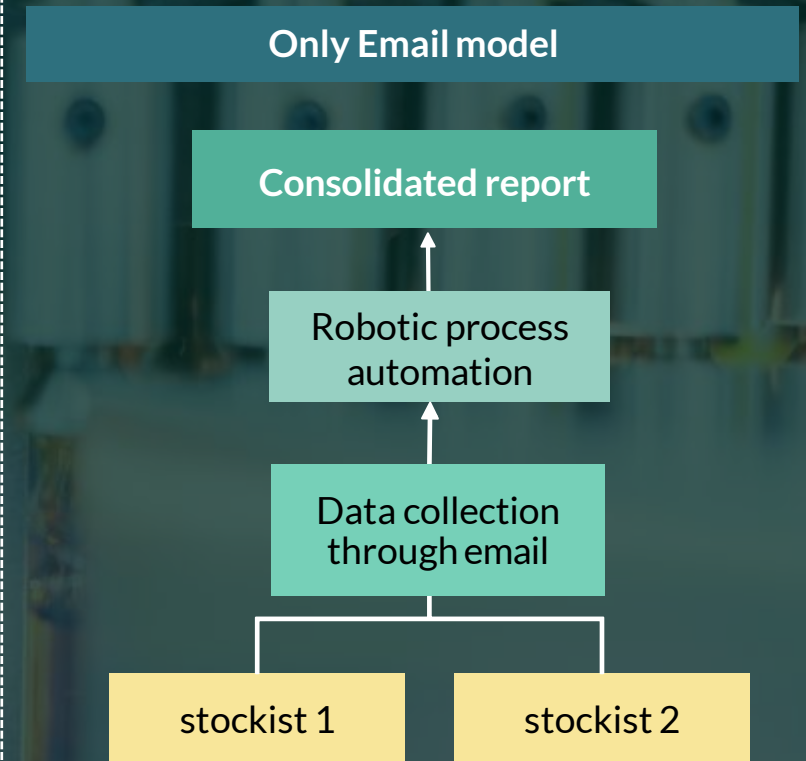 Only Email model
Consolidated report
Robotic process
automation
Data collection
through email
stockist 1
stockist 2